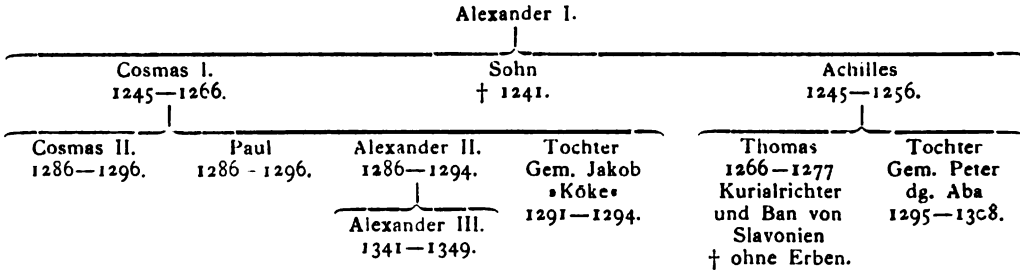 Alexander I.
Cosmas I.
1245—1266.
Sohn
† 1241.
Achilles
1245—1256.
Cosmas II.
1286—1296.
Paul
1286 - 1296.
Alexander II.
1286—1294.
Tochter
Gem. Jakob
»Kőke«
1291—1294.
Thomas
1266—1277
Kurialrichter
und Ban von
Slavonien
† ohne Erben.
Tochter
Gem. Peter
dg. Aba
1295—1308.
Alexander III.
1341—1349.